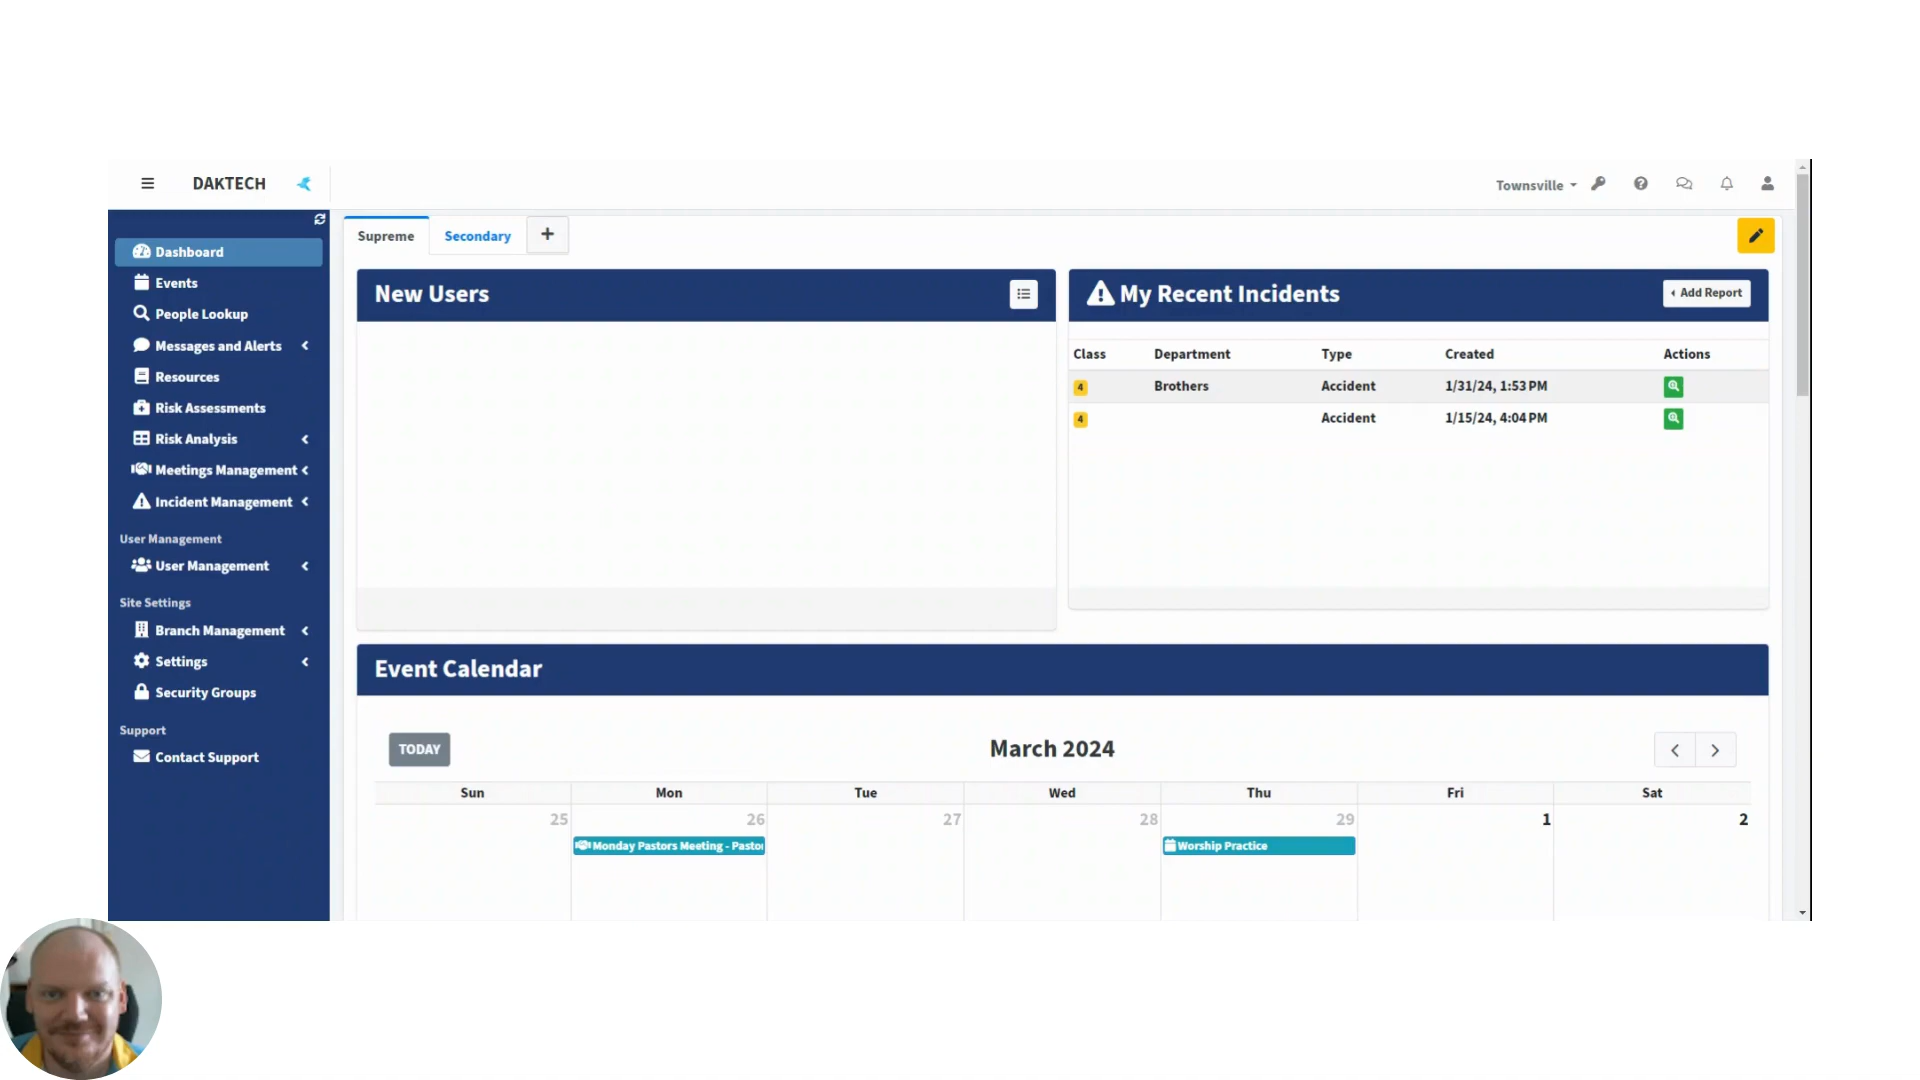 DAKTECH
Townsville
Dashboard
Events
People Lookup
Messages and Alerts
Resources
Risk Assessments
Risk Analysis
Meetings Management
Incident Management
User Management
User Management
Site Settings
Branch Management
Settings
Security Groups
Support
Contact Support
Supreme
Secondary
+
New Users
My Recent Incidents
Add Report
Class Department Type Created Actions
4 Brothers Accident 1/31/24, 1:53 PM
4 Accident 1/15/24, 4:04 PM
Event Calendar
TODAY
March 2024
Sun Mon Tue Wed Thu Fri Sat
25 26 27 28 29 1 2
Monday Pastors Meeting - Pastor
Worship Practice